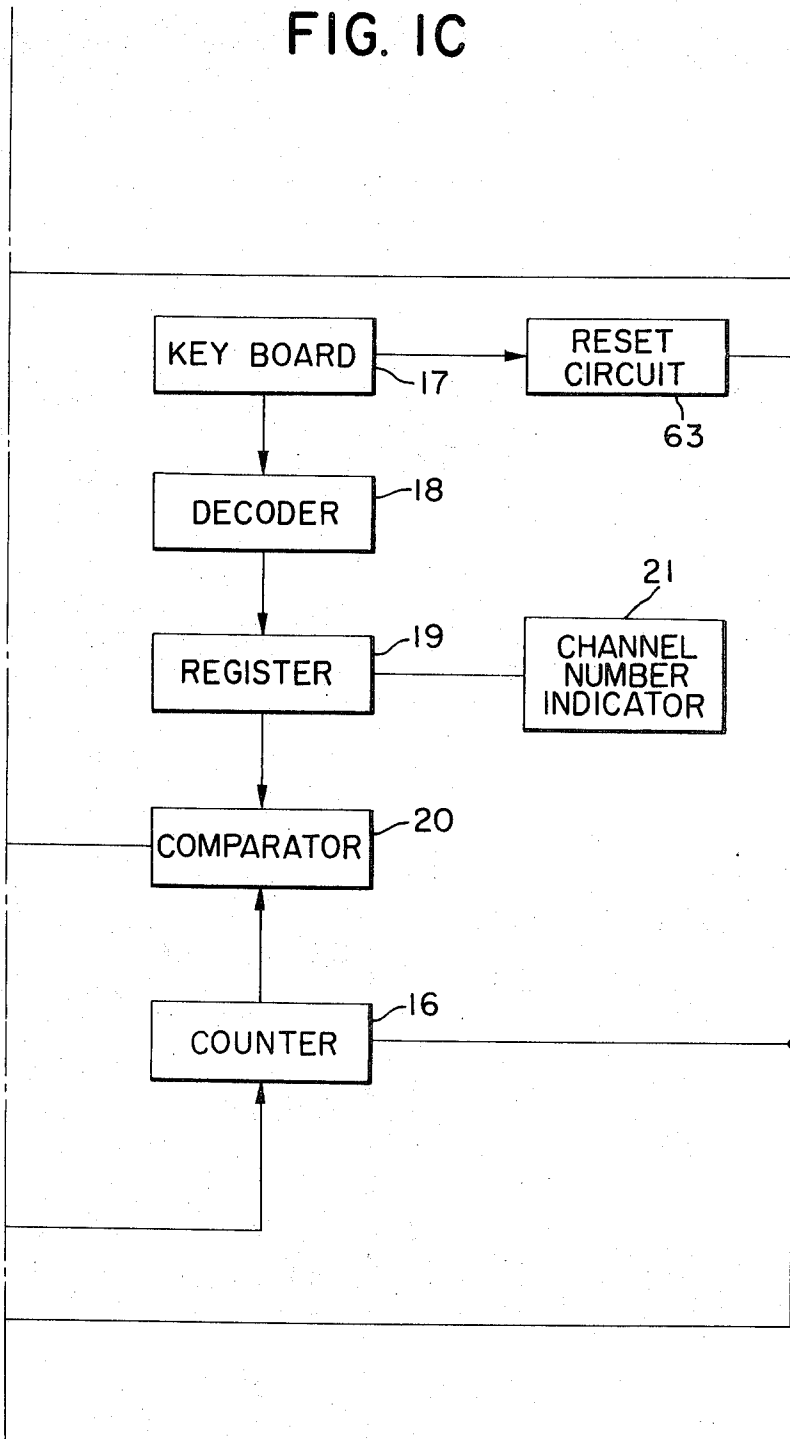 FIG. 1C
KEY BOARD
17
RESET
CIRCUIT
63
DECODER
18
REGISTER
19
21
CHANNEL
NUMBER
INDICATOR
COMPARATOR
20
COUNTER
16